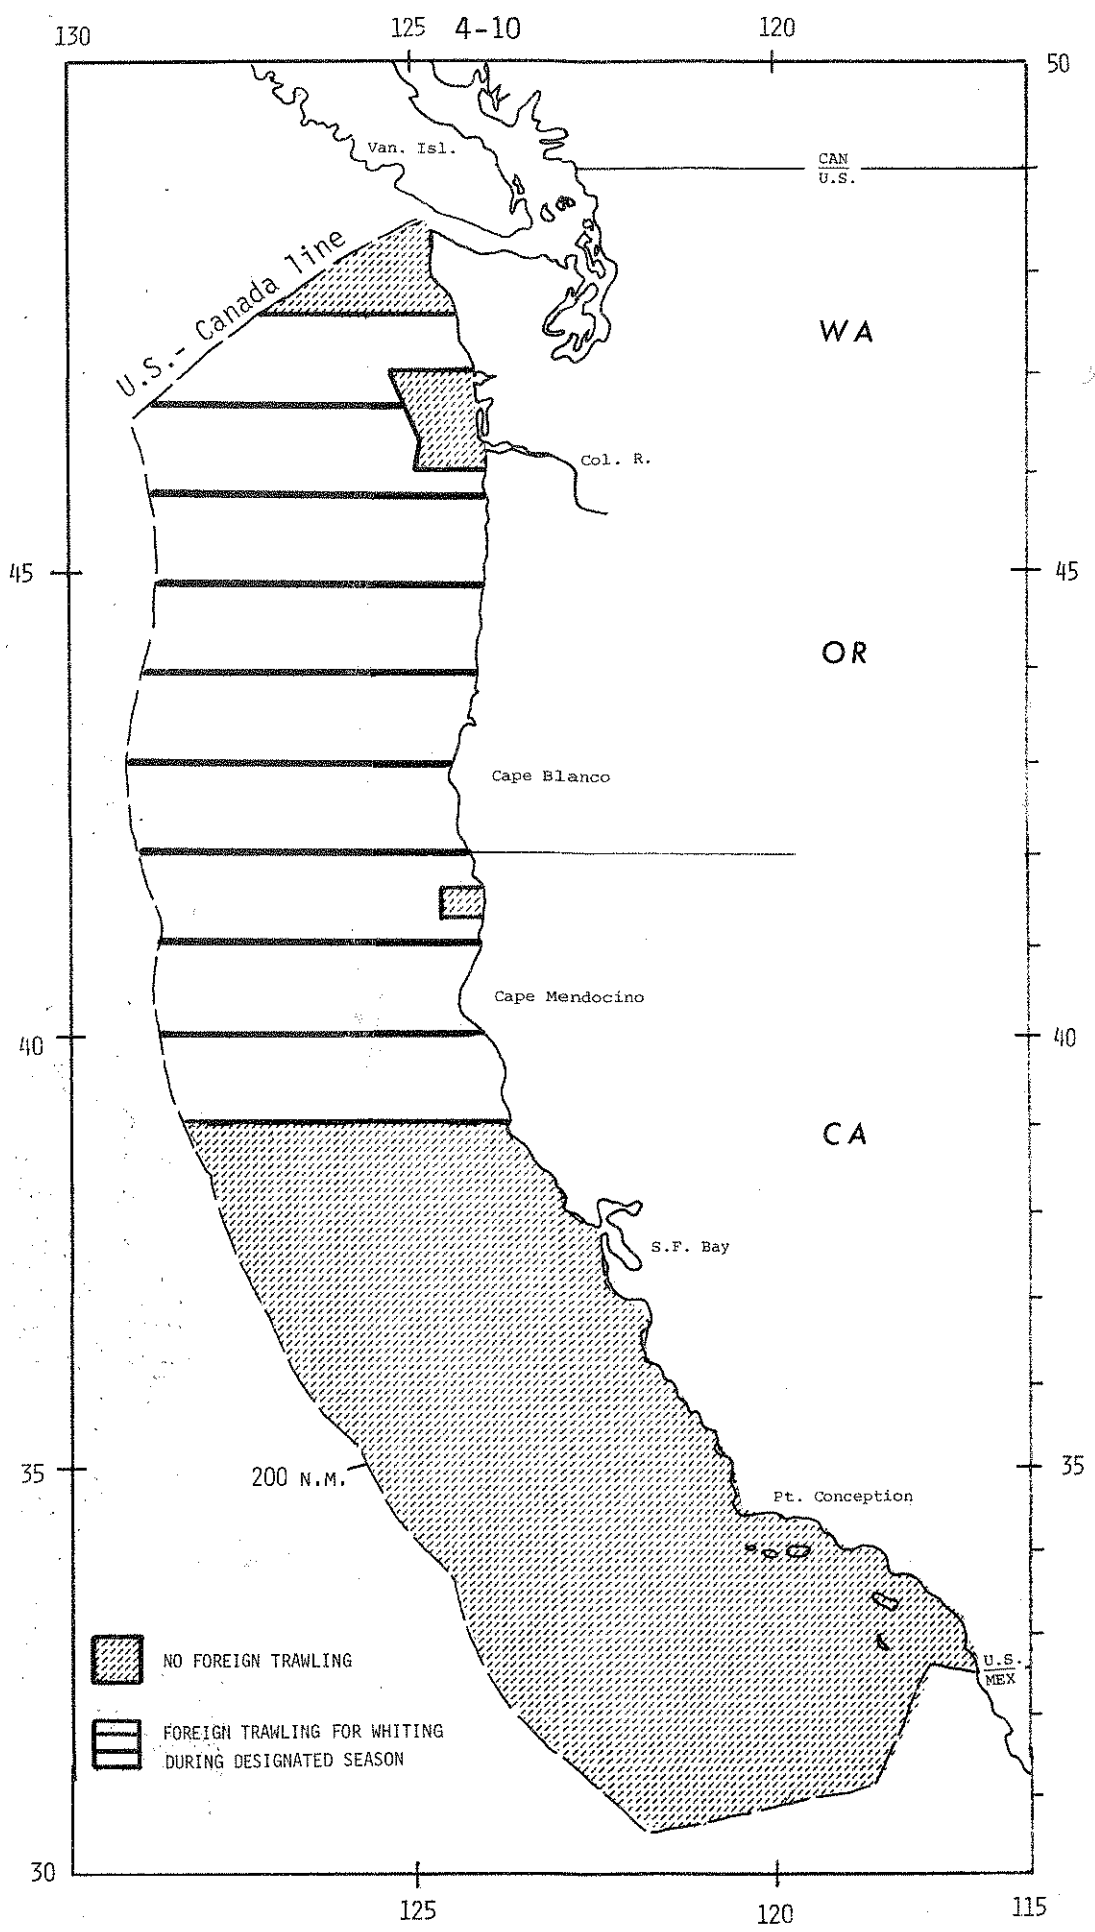 4-10
130
125
120
50
Van. Isl.
CAN
U.S.
U.S.- Canada line
WA
Col. R.
45
45
OR
Cape Blanco
Cape Mendocino
40
40
CA
S.F. Bay
35
200 N.M.
35
Pt. Conception
NO FOREIGN TRAWLING
U.S.
MEX
FOREIGN TRAWLING FOR WHITING
DURING DESIGNATED SEASON
30
125
120
115